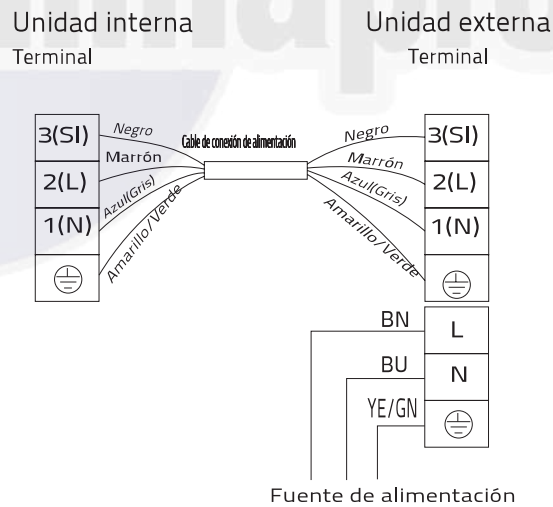 Unidad interna
Terminal
Unidad externa
Terminal
3(SI)
2(L)
1(N)
Negro
Marrón
Azul(Gris)
Amarillo/Verde
Cable de conexión de alimentación
Negro
Marrón
Azul(Gris)
Amarillo/Verde
3(SI)
2(L)
1(N)
BN
L
BU
N
YE/GN
Fuente de alimentación